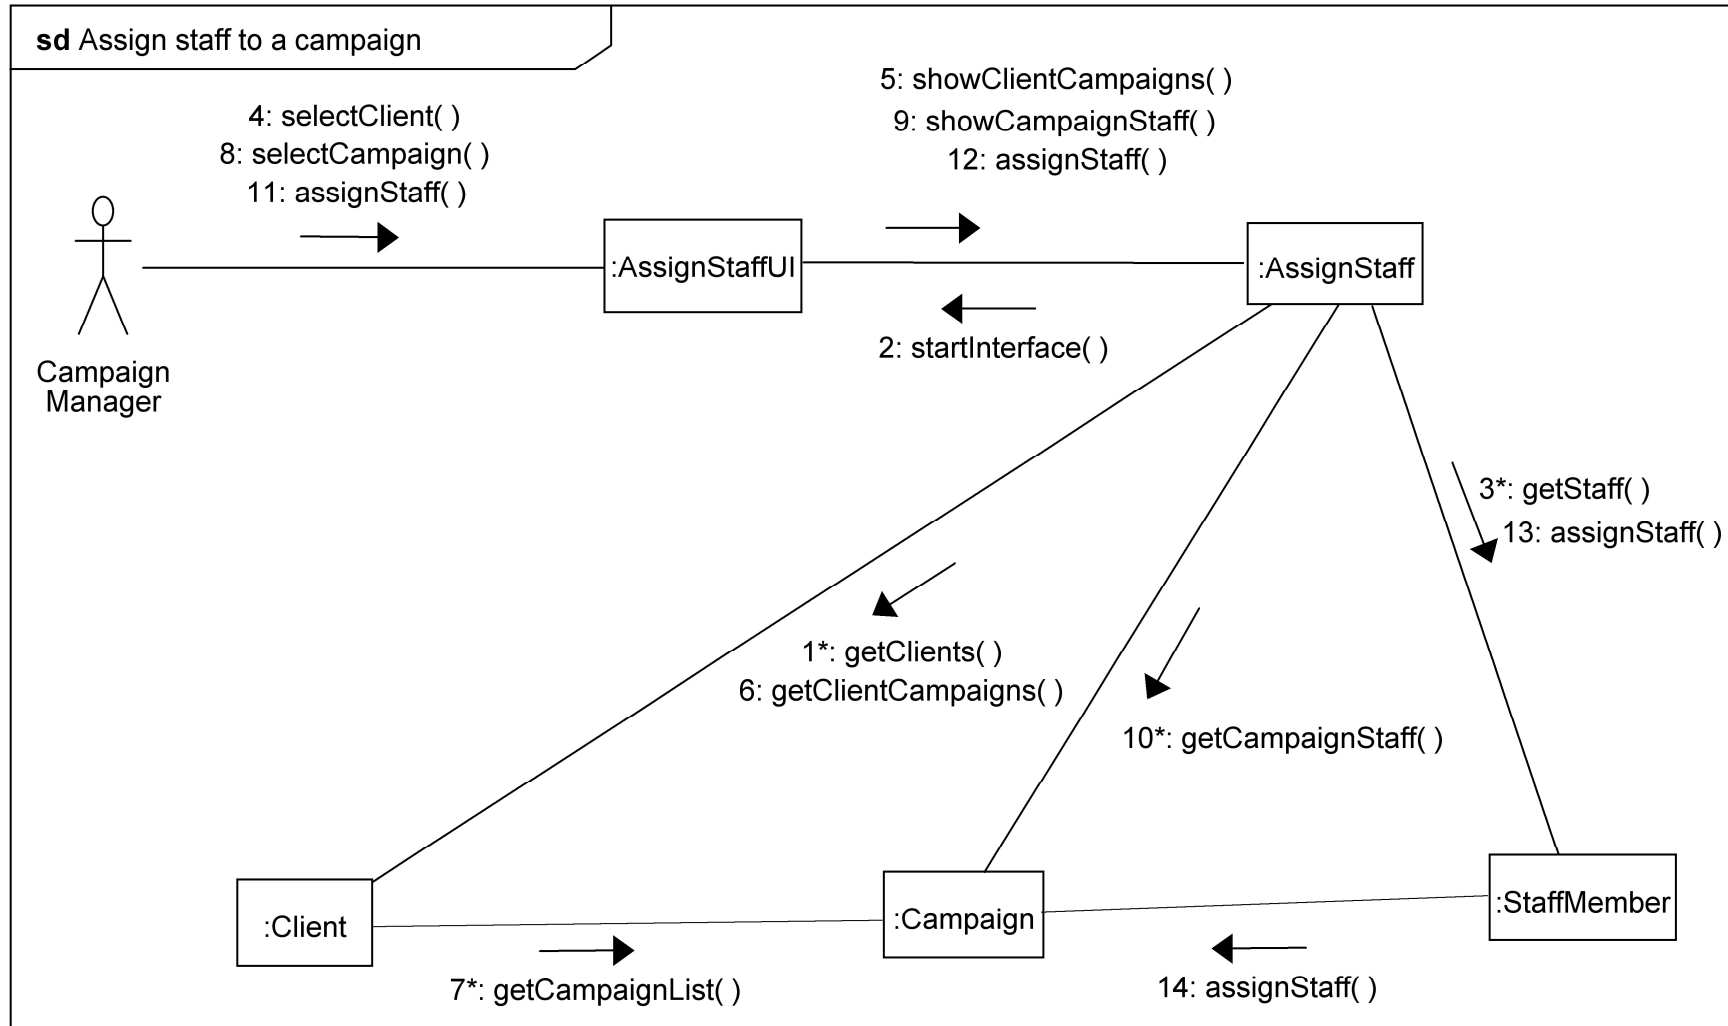 sd Assign staff to a campaign
5: showClientCampaigns( )
4: selectClient( )
9: showCampaignStaff( )
8: selectCampaign( )
12: assignStaff( )
11: assignStaff( )
:AssignStaffUI
:AssignStaff
2: startInterface( )
Campaign
Manager
3*: getStaff( )
13: assignStaff( )
1*: getClients( )
6: getClientCampaigns( )
10*: getCampaignStaff( )
:Client
:Campaign
:StaffMember
7*: getCampaignList( )
14: assignStaff( )